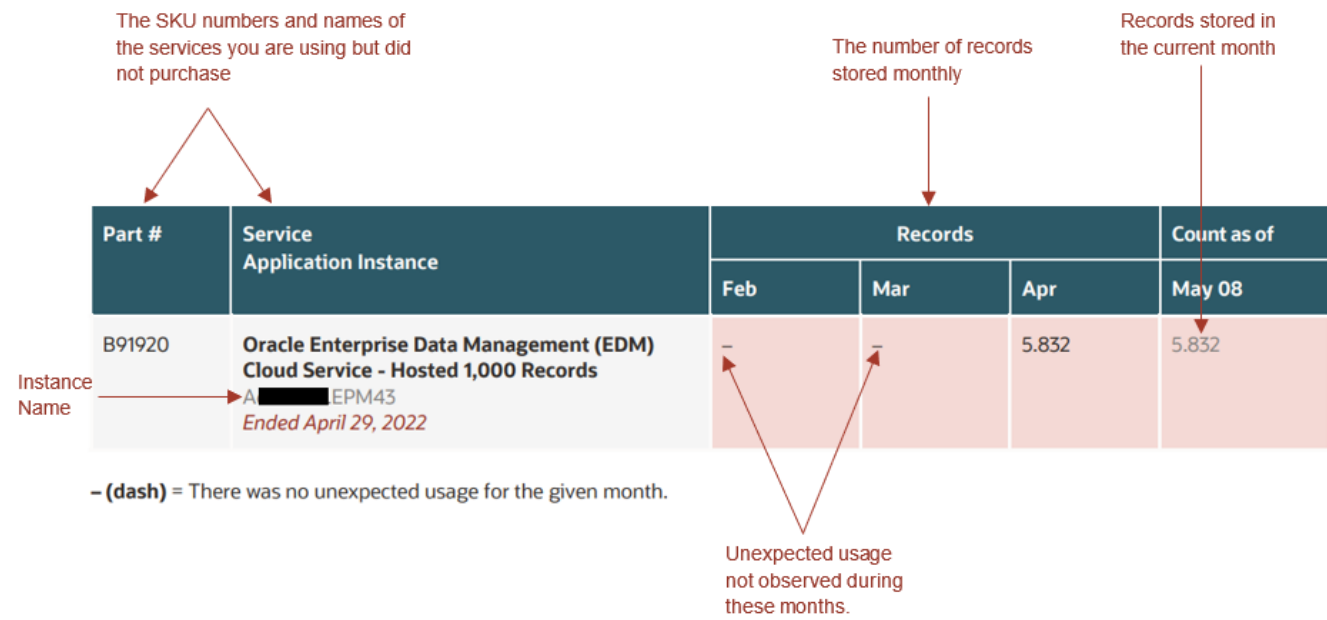 The SKU numbers and names of
the services you are using but did
not purchase
The number of records
stored monthly
Records stored in
the current month
Part #
Service
Application Instance
Records
Count as of
Feb
Mar
Apr
May 08
B91920
Oracle Enterprise Data Management (EDM)
Cloud Service - Hosted 1,000 Records
–
–
5.832
5.832
Instance
Name
A .EPM43
Ended April 29, 2022
– (dash) = There was no unexpected usage for the given month.
Unexpected usage
not observed during
these months.